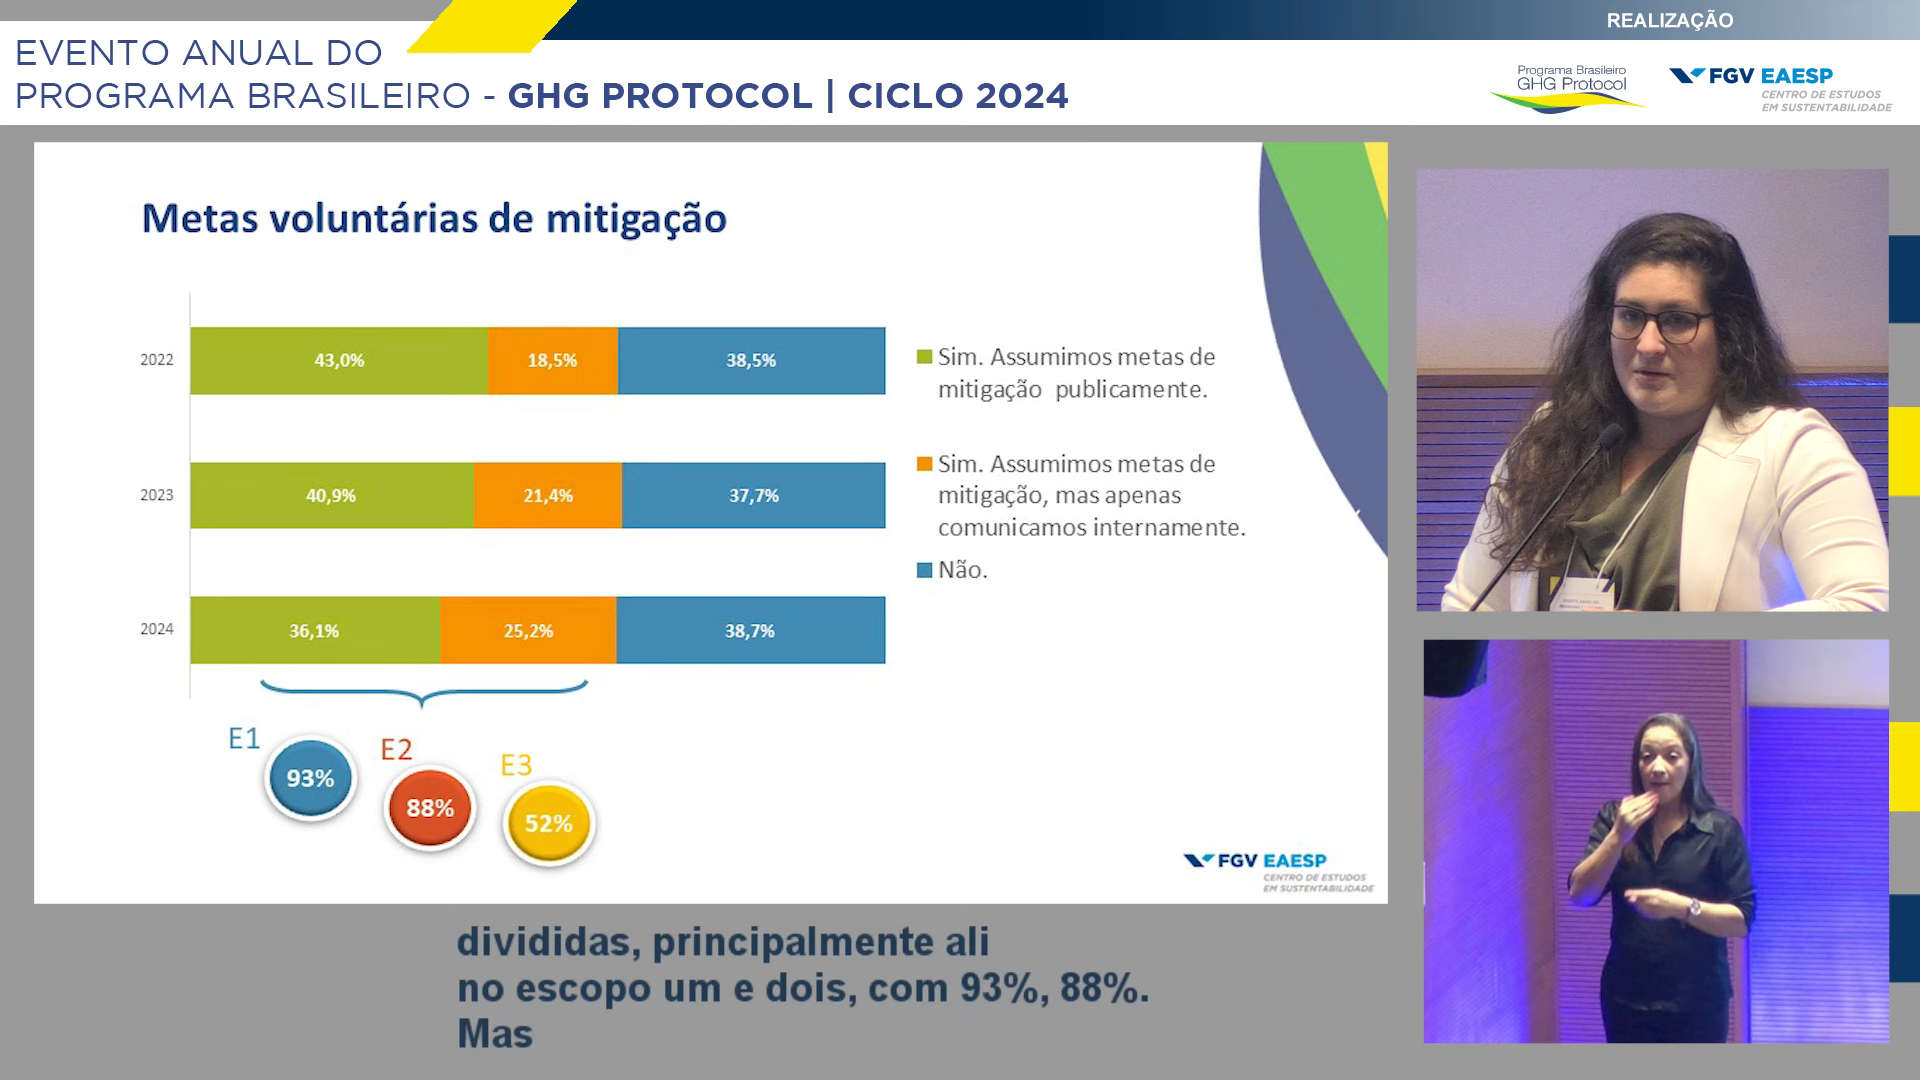 REALIZAÇÃO
EVENTO ANUAL DO
PROGRAMA BRASILEIRO - GHG PROTOCOL | CICLO 2024
Programa Brasileiro
GHG Protocol
FGV EAESP
CENTRO DE ESTUDOS
EM SUSTENTABILIDADE
Metas voluntárias de mitigação
2022
43,0%
18,5%
38,5%
2023
40,9%
21,4%
37,7%
2024
36,1%
25,2%
38,7%
Sim. Assumimos metas de
mitigação publicamente.
Sim. Assumimos metas de
mitigação, mas apenas
comunicamos internamente.
Não.
E1
93%
E2
88%
E3
52%
FGV EAESP
CENTRO DE ESTUDOS
EM SUSTENTABILIDADE
divididas, principalmente ali
no escopo um e dois, com 93%, 88%.
Mas